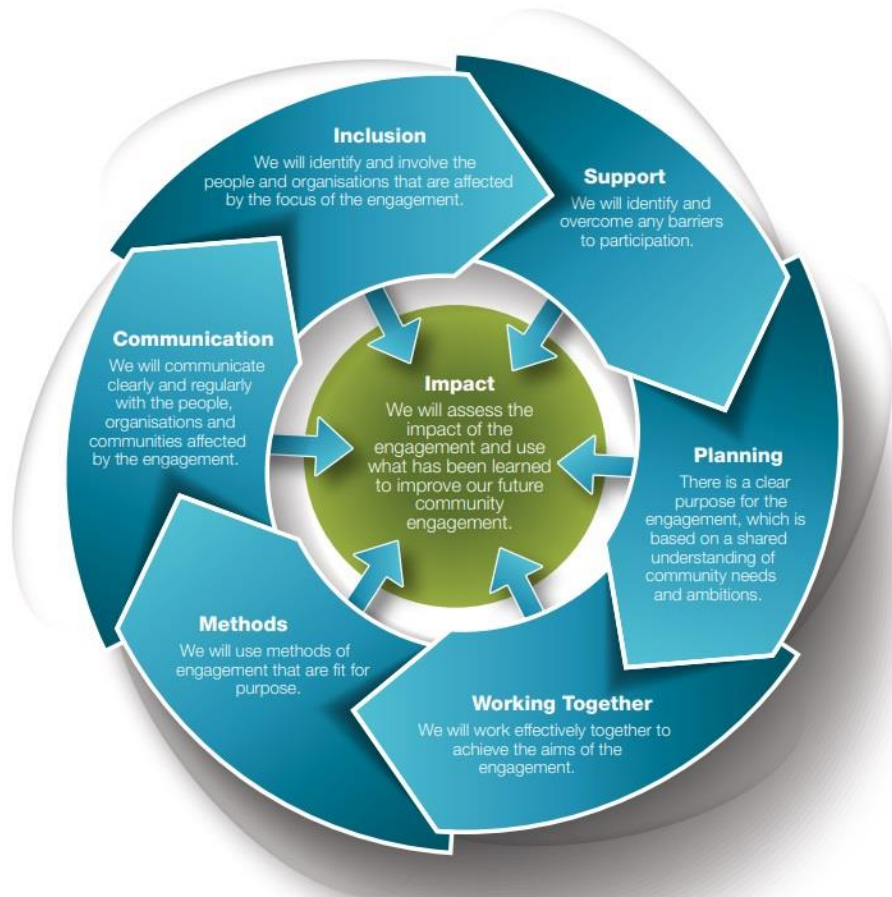 Inclusion
We will identify and involve the
people and organisations that are affected
by the focus of the engagement.
Support
We will identify and
overcome any barriers
to participation.
Planning
There is a clear
purpose for the
engagement, which is
based on a shared
understanding of
community needs
and ambitions.
Working Together
We will work effectively together to
achieve the aims of the
engagement.
Methods
We will use methods of
engagement that are fit for
purpose.
Communication
We will communicate
clearly and regularly
with the people,
organisations and
communities affected
by the engagement.
Impact
We will assess the
impact of the
engagement and use
what has been learned
to improve our future
community
engagement.